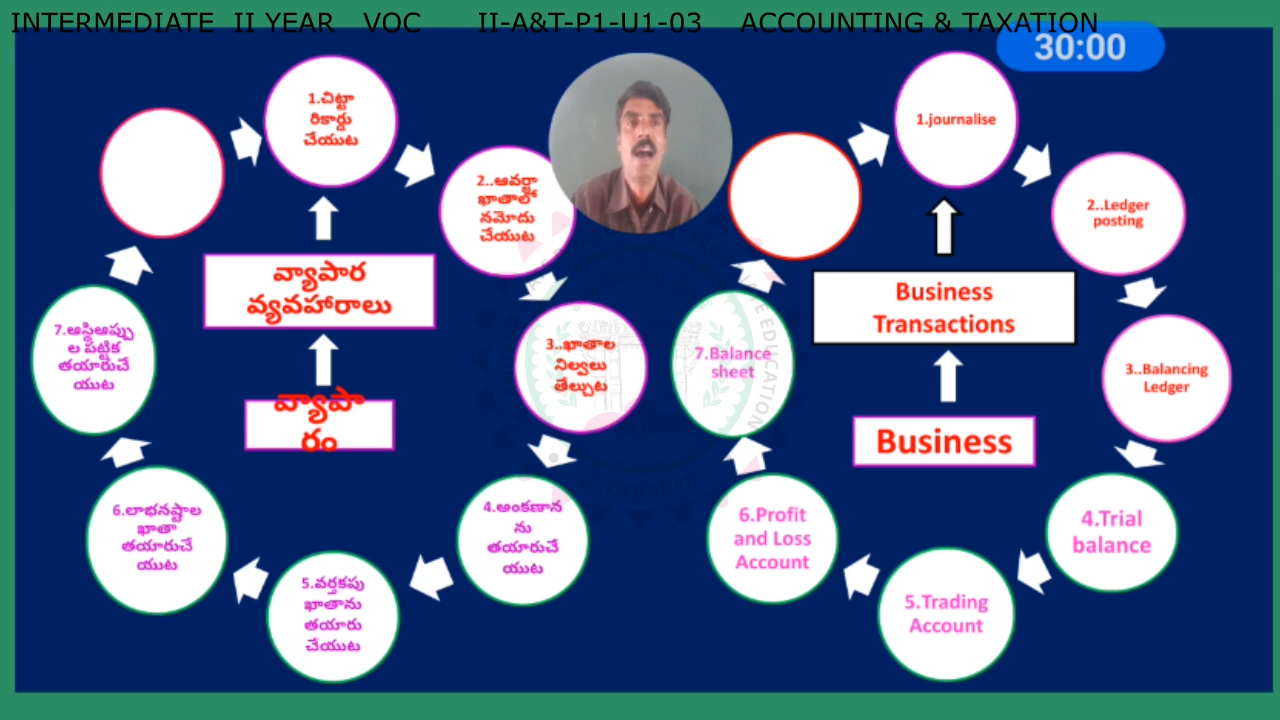 INTERMEDIATE II YEAR VOC II-A&T-P1-U1-03 ACCOUNTING & TAXATION
30:00
1.చిట్టా
రికార్డు
చేయుట
2..ఆవర్జా
ఖాతాలో
నమోదు
చేయుట
3..ఖాతాల
నిల్వలు
తేల్చుట
4.అంకణాన
ను
తయారుచే
యుట
5.వర్తకపు
ఖాతాను
తయారు
చేయుట
6.లాభనష్టాల
ఖాతా
తయారుచే
యుట
7.ఆస్థిఅప్పు
ల పట్టిక
తయారుచే
యుట
వ్యాపార
వ్యవహారాలు
వ్యాపా
రం
1.journalise
2..Ledger
posting
3..Balancing
Ledger
4.Trial
balance
5.Trading
Account
6.Profit
and Loss
Account
7.Balance
sheet
Business
Transactions
Business
EDUCATION
HYDERABAD